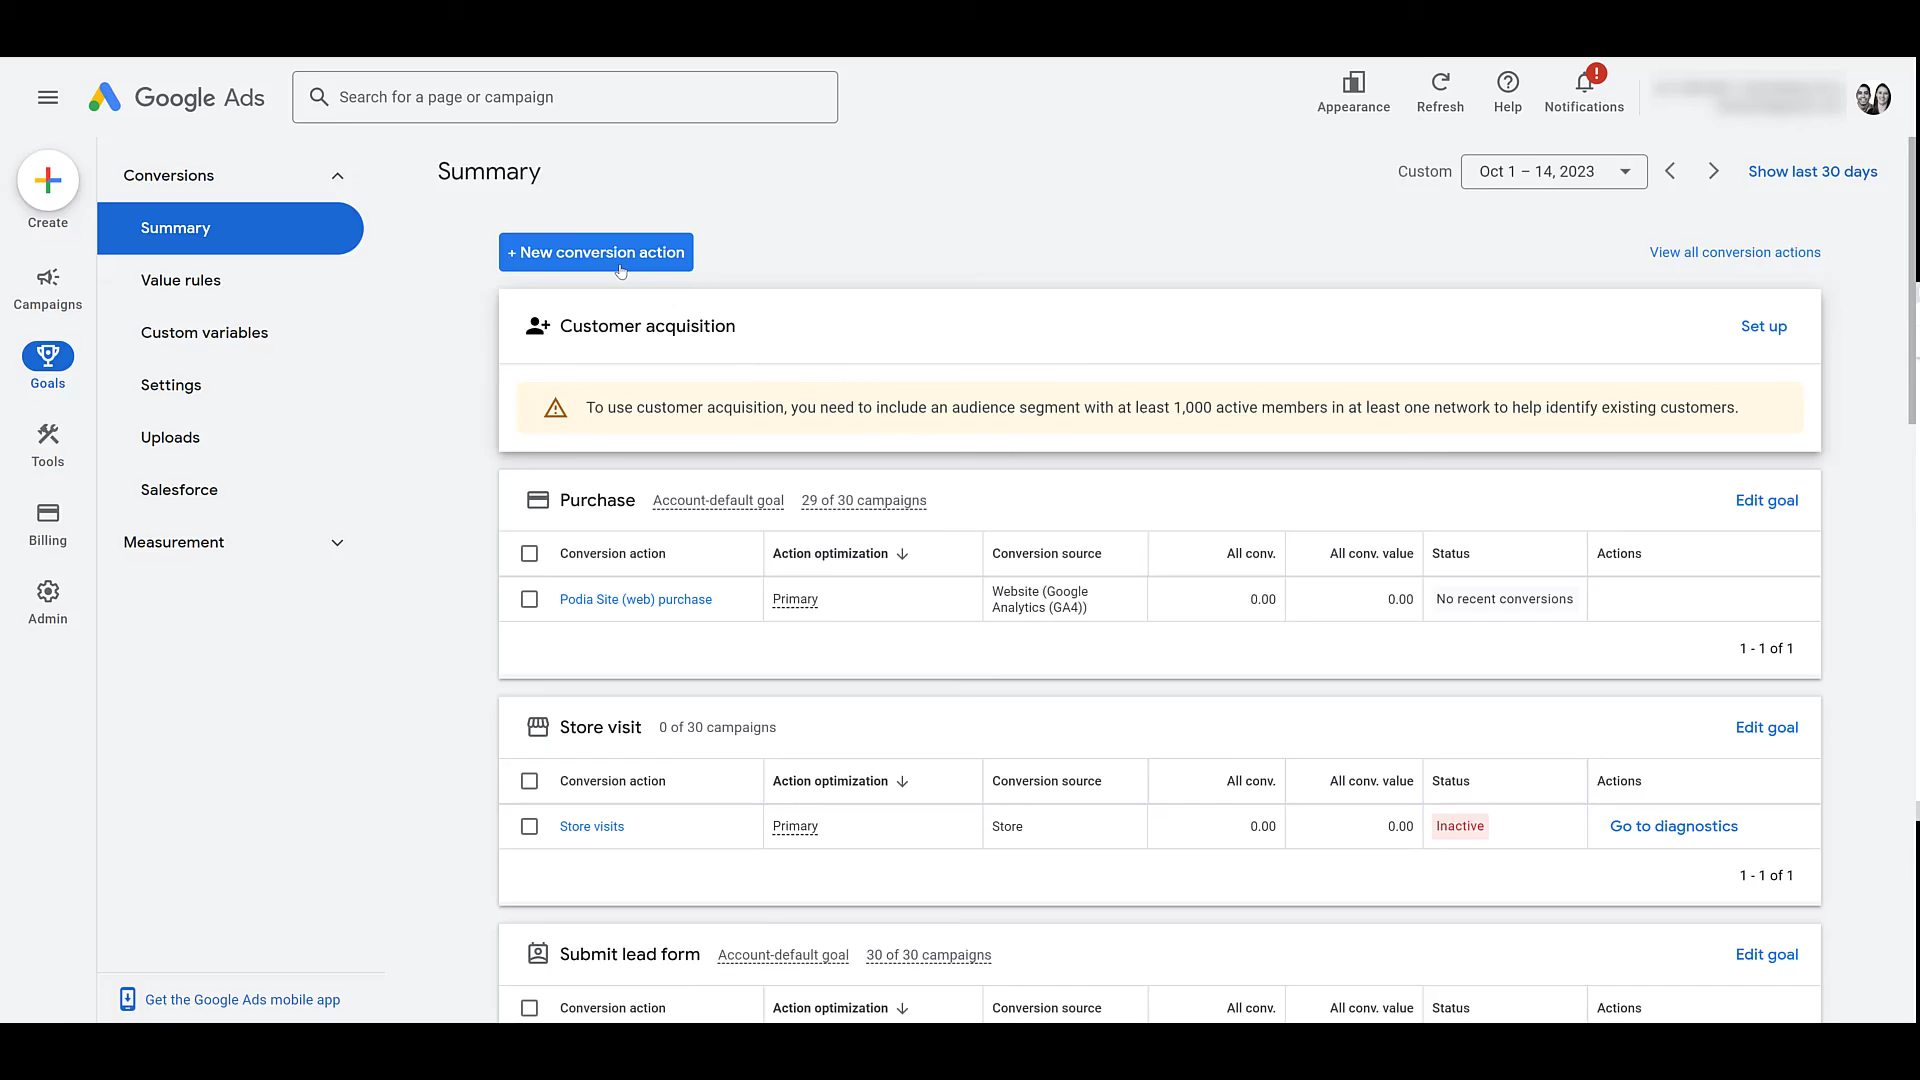 Google Ads
Search for a page or campaign
Appearance
Refresh
Help
!
Notifications
Create
Campaigns
Goals
Tools
Billing
Admin
Conversions
Summary
Value rules
Custom variables
Settings
Uploads
Salesforce
Measurement
Get the Google Ads mobile app
Summary
Custom
Oct 1 – 14, 2023
Show last 30 days
+ New conversion action
View all conversion actions
Customer acquisition
Set up
To use customer acquisition, you need to include an audience segment with at least 1,000 active members in at least one network to help identify existing customers.
Purchase Account-default goal 29 of 30 campaigns Edit goal
Conversion action Action optimization Conversion source All conv. All conv. value Status Actions
Podia Site (web) purchase Primary Website (Google
Analytics (GA4)) 0.00 0.00 No recent conversions
1 - 1 of 1
Store visit 0 of 30 campaigns Edit goal
Conversion action Action optimization Conversion source All conv. All conv. value Status Actions
Store visits Primary Store 0.00 0.00 Inactive Go to diagnostics
1 - 1 of 1
Submit lead form Account-default goal 30 of 30 campaigns Edit goal
Conversion action Action optimization Conversion source All conv. All conv. value Status Actions